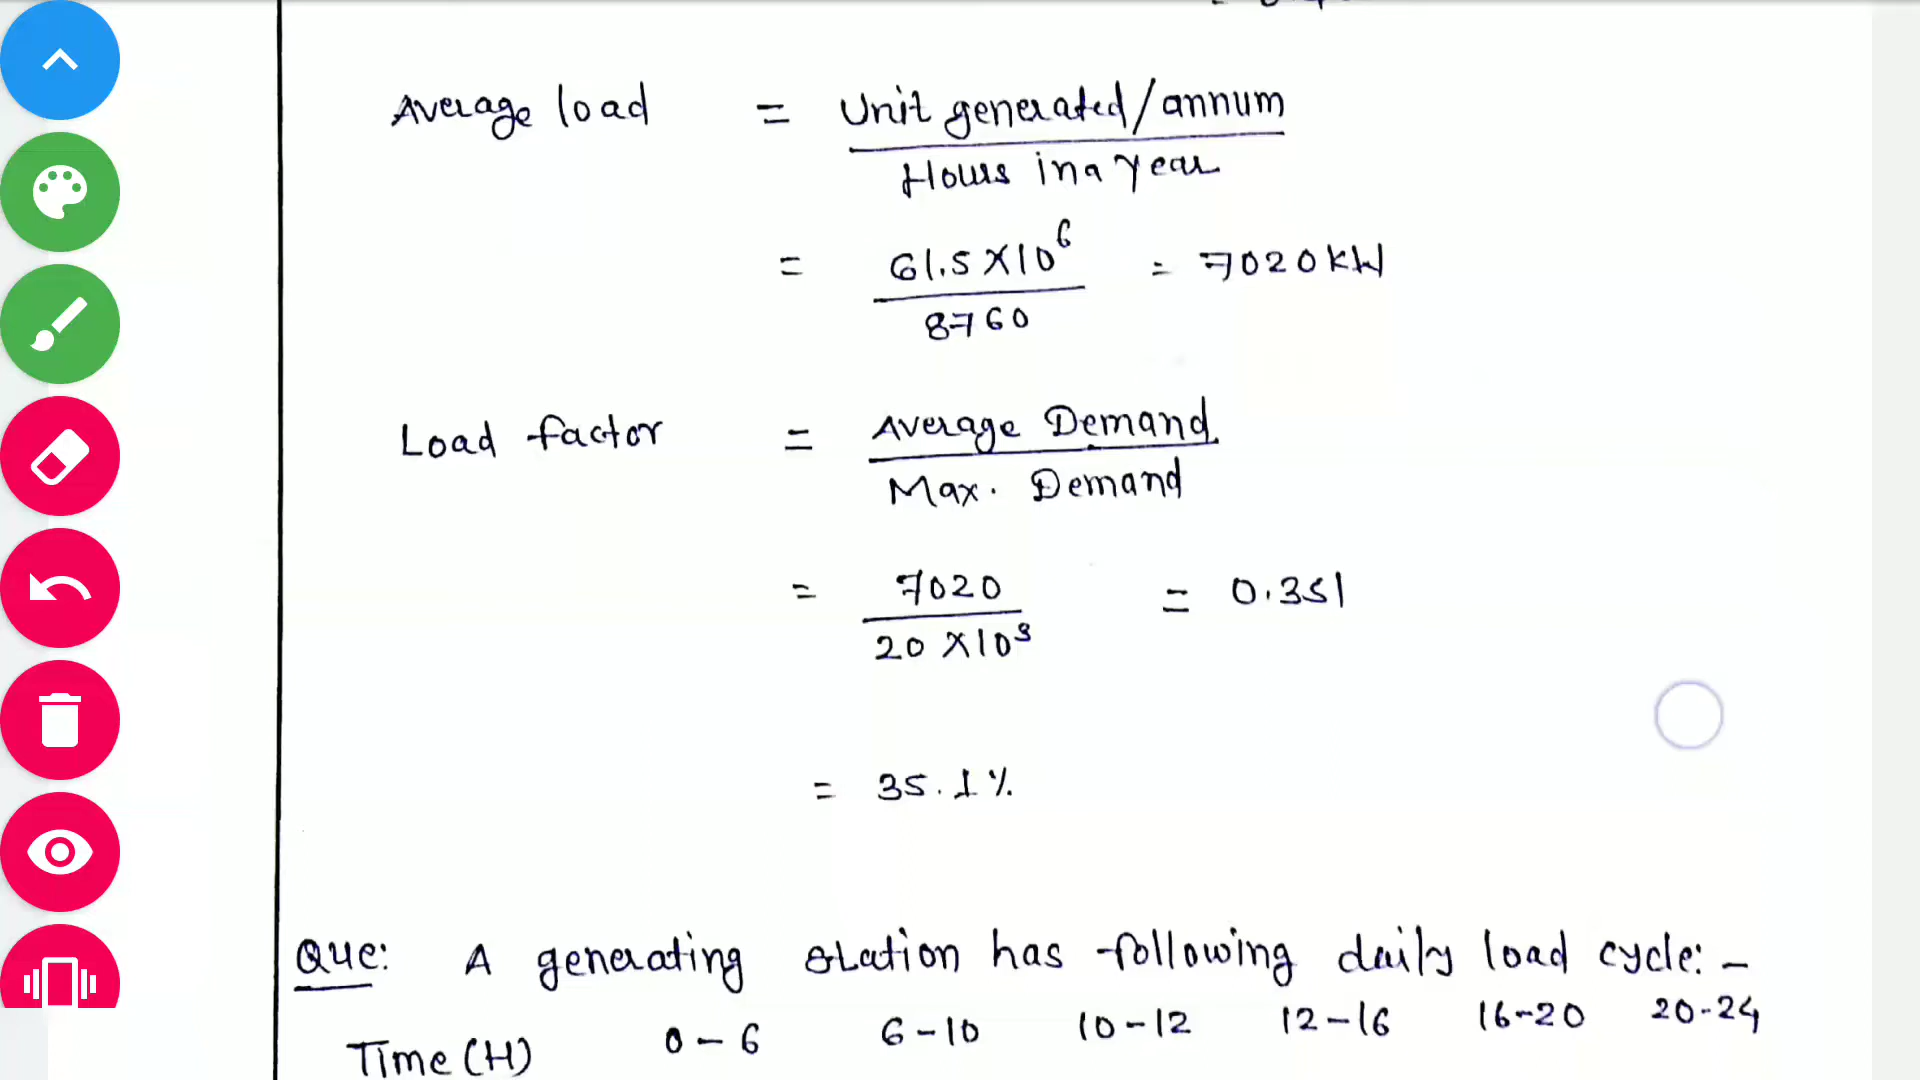 Average load = Unit generated/annum
Hours in a year
= 61.5 X10^6 / 8760 = 7020 kW
Load factor = Average Demand
Max. Demand
= 7020 / 20 X10^3 = 0.351
= 35.1 %
Que: A generating station has following daily load cycle: -
Time (H) 0-6 6-10 10-12 12-16 16-20 20-24